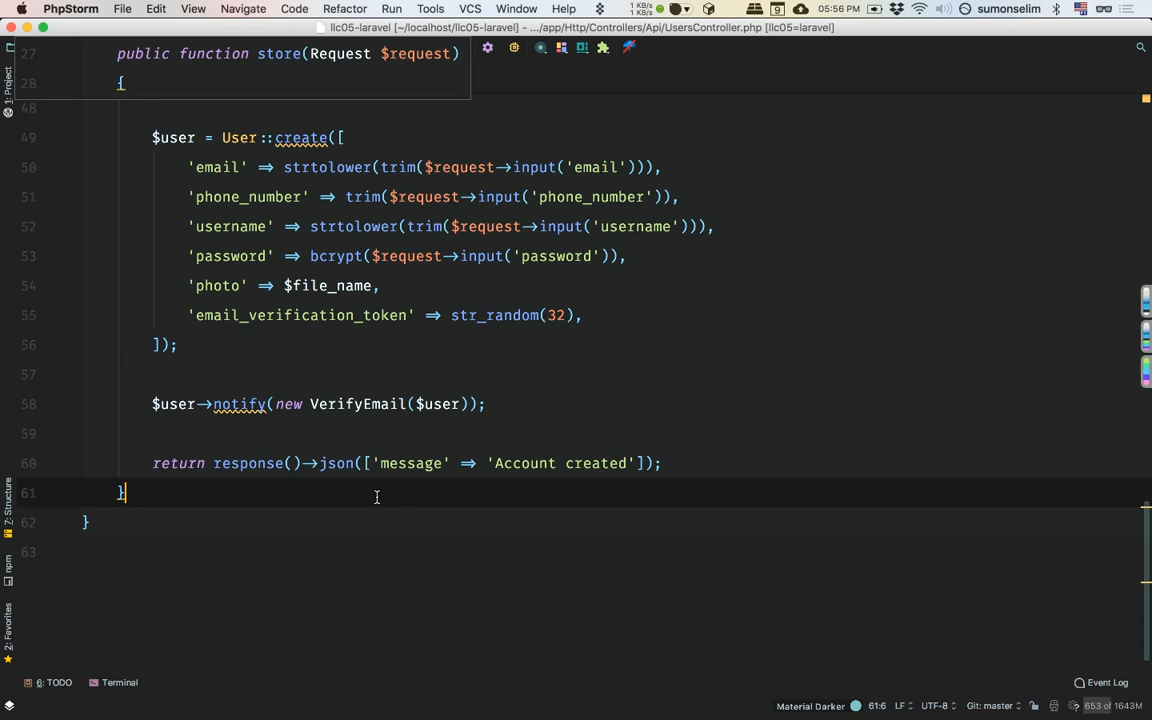 PhpStorm File Edit View Navigate Code Refactor Run Tools VCS Window Help 1 KB/s 1 KB/s 9 05:56 PM sumonselim
llc05-laravel [~/localhost/llc05-laravel] - .../app/Http/Controllers/Api/UsersController.php [llc05=laravel]
27 public function store(Request $request)
28 {
1: Project
48
49 $user = User::create([
50 'email' => strtolower(trim($request->input('email'))),
51 'phone_number' => trim($request->input('phone_number')),
52 'username' => strtolower(trim($request->input('username'))),
53 'password' => bcrypt($request->input('password')),
54 'photo' => $file_name,
55 'email_verification_token' => str_random(32),
56 ]);
57
58 $user->notify(new VerifyEmail($user));
59
60 return response()->json(['message' => 'Account created']);
61 }
62 }
63
7: Structure
npm
2: Favorites
6: TODO Terminal Event Log
Material Darker 61:6 LF UTF-8 Git: master 653 of 1643M